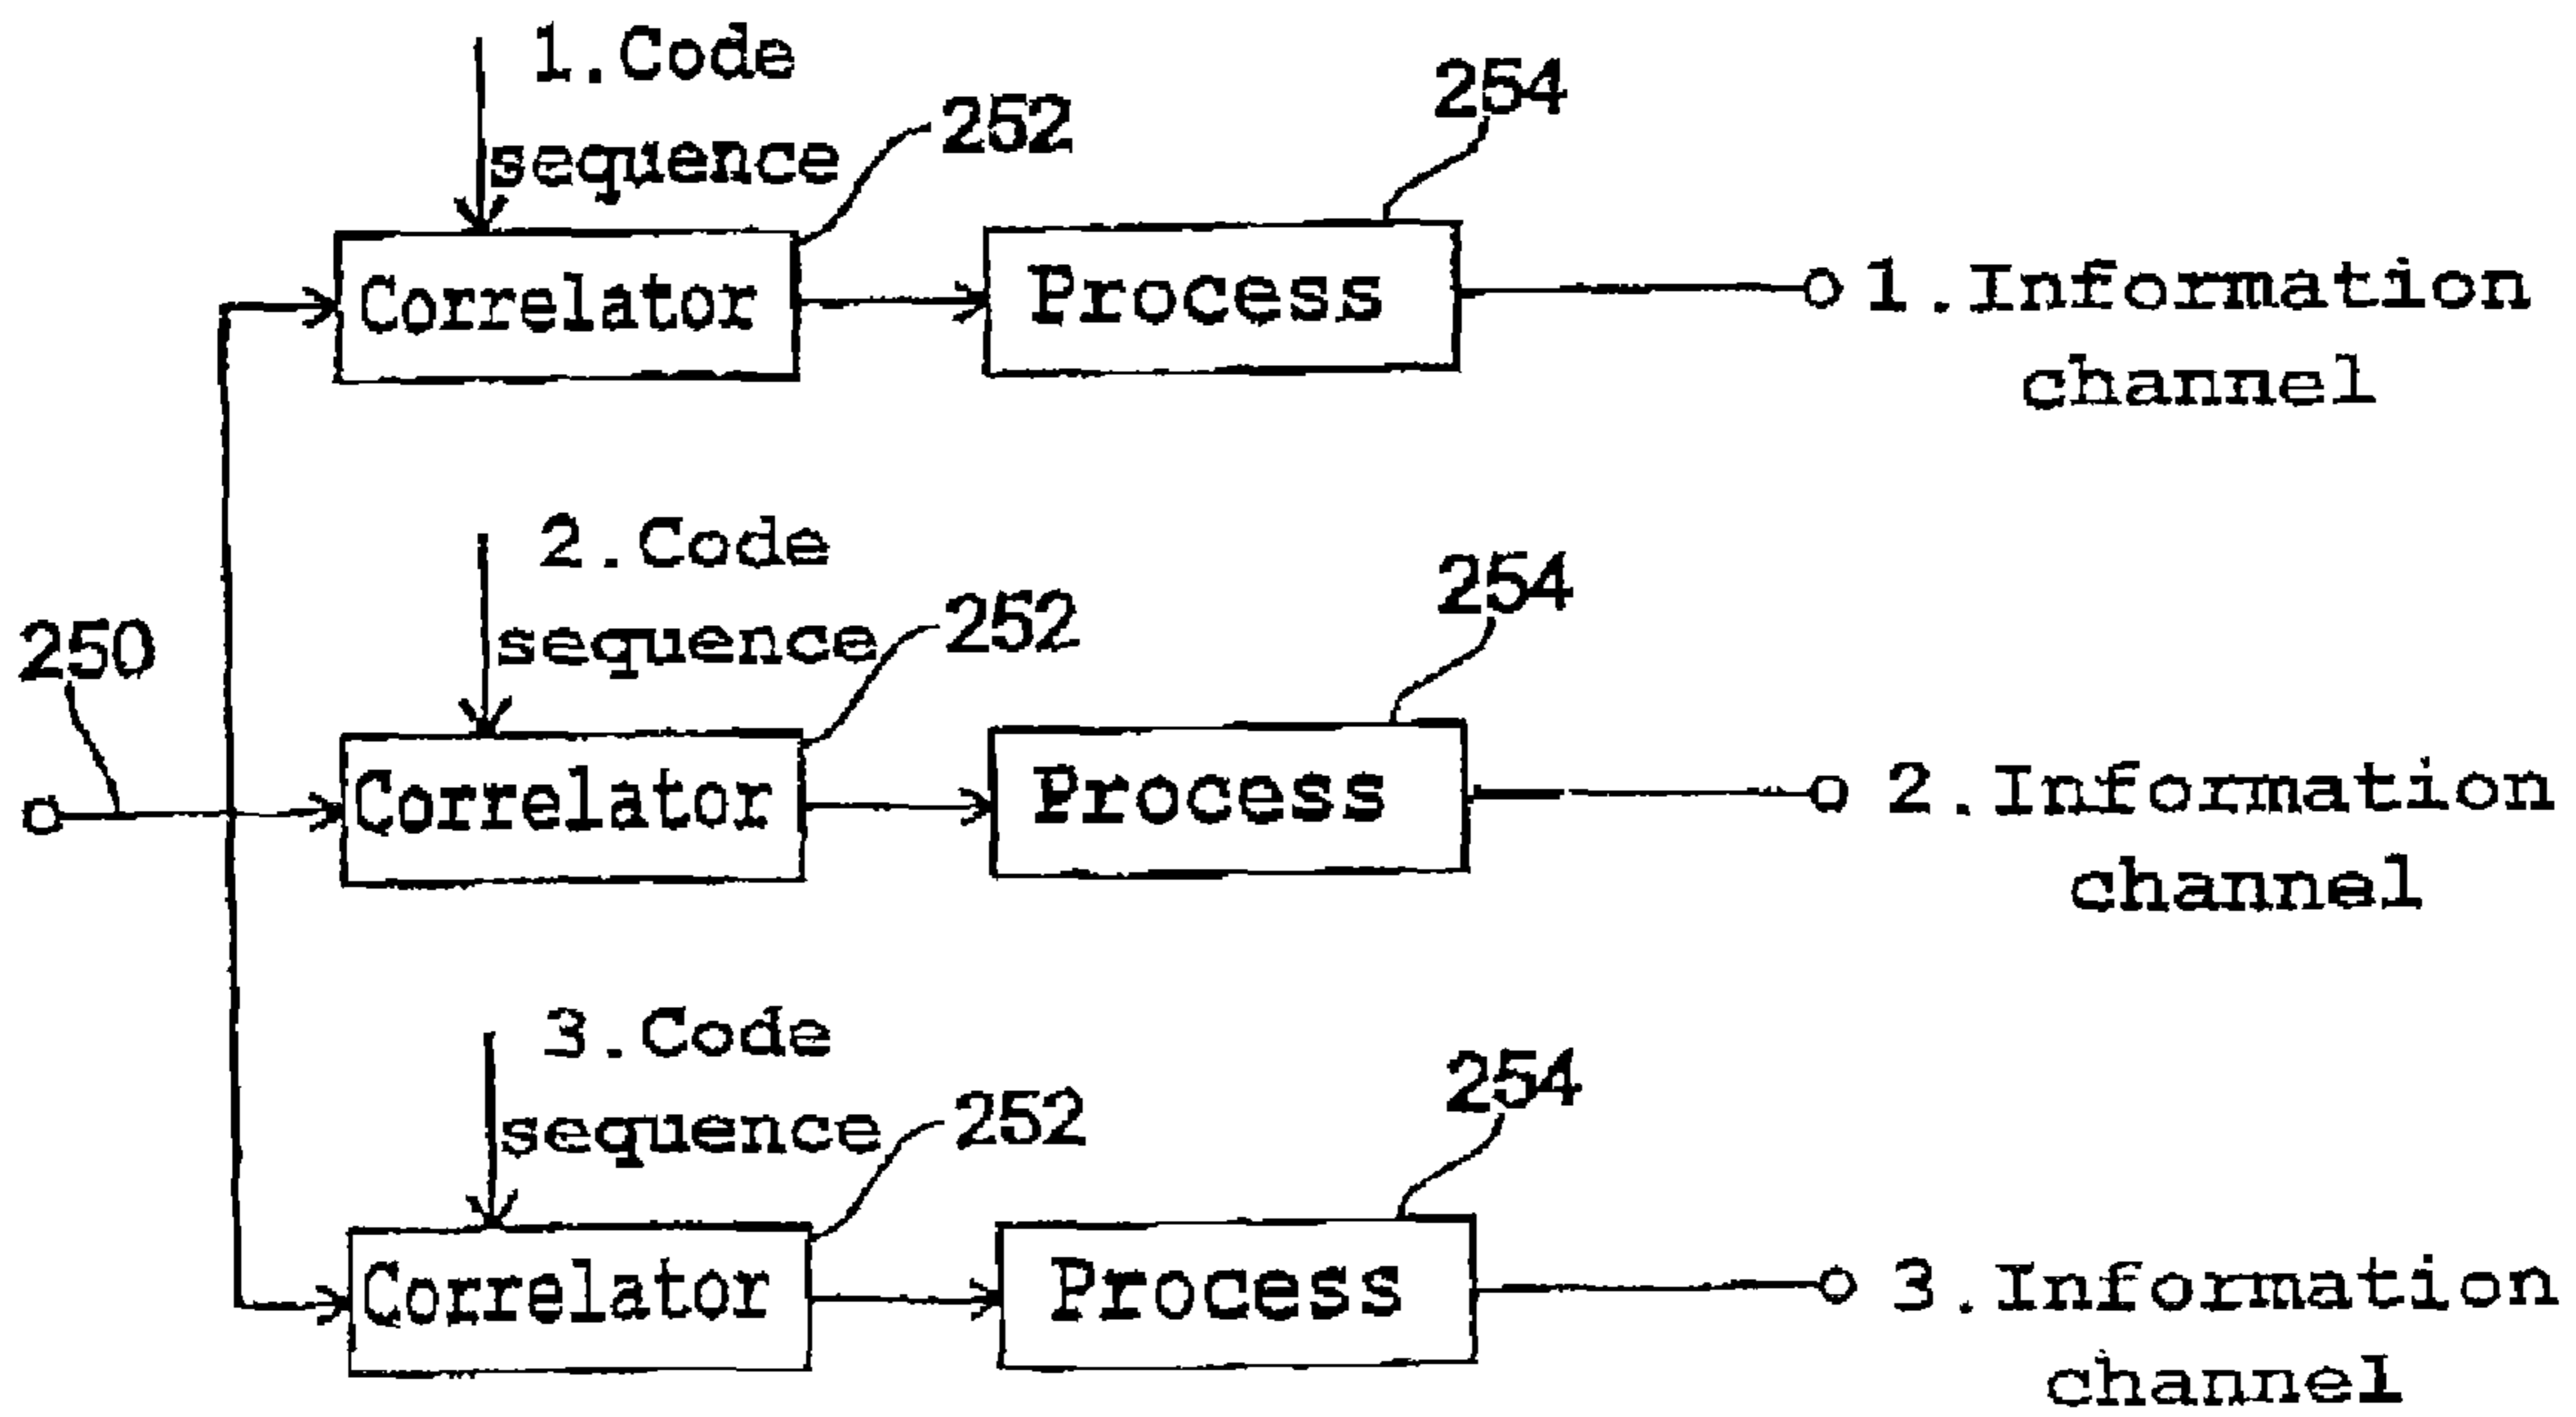 1.Code
sequence
252
254
Correlator
Process
1.Information
channel
2.Code
sequence
252
254
250
Correlator
Process
2.Information
channel
3.Code
sequence
252
254
Correlator
Process
3.Information
channel